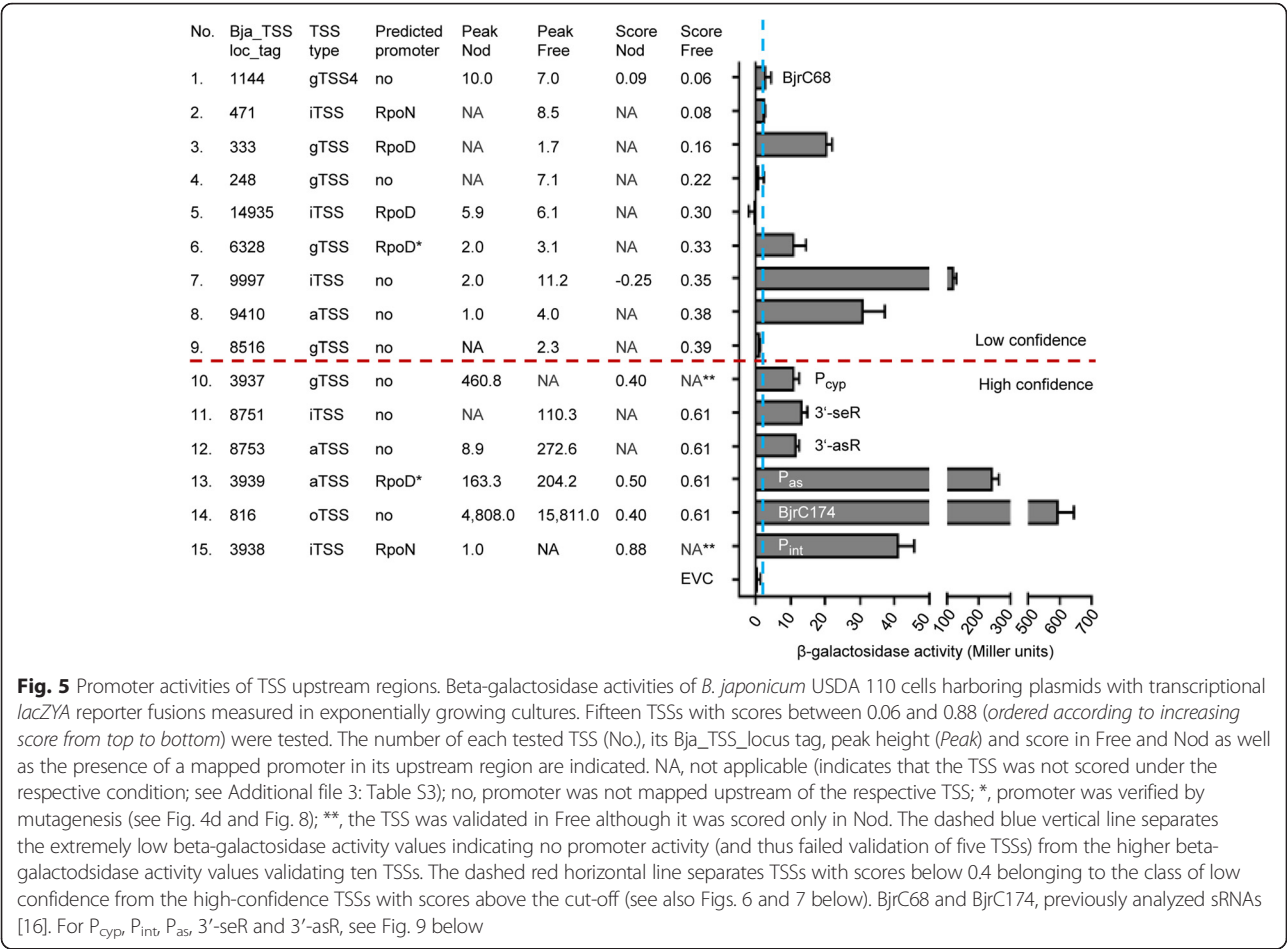 No. Bja_TSS TSS Predicted Peak Peak Score Score
loc_tag type promoter Nod Free Nod Free
1. 1144 gTSS4 no 10.0 7.0 0.09 0.06 BjrC68
2. 471 iTSS RpoN NA 8.5 NA 0.08
3. 333 gTSS RpoD NA 1.7 NA 0.16
4. 248 gTSS no NA 7.1 NA 0.22
5. 14935 iTSS RpoD 5.9 6.1 NA 0.30
6. 6328 gTSS RpoD* 2.0 3.1 NA 0.33
7. 9997 iTSS no 2.0 11.2 -0.25 0.35
8. 9410 aTSS no 1.0 4.0 NA 0.38
Low confidence
9. 8516 gTSS no NA 2.3 NA 0.39
10. 3937 gTSS no 460.8 NA 0.40 NA** Pcyp High confidence
11. 8751 iTSS no NA 110.3 NA 0.61 3‘-seR
12. 8753 aTSS no 8.9 272.6 NA 0.61 3‘-asR
13. 3939 aTSS RpoD* 163.3 204.2 0.50 0.61 Pas
14. 816 oTSS no 4,808.0 15,811.0 0.40 0.61 BjrC174
15. 3938 iTSS RpoN 1.0 NA 0.88 NA** Pint
EVC
0 10 20 30 40 50 100 200 300 500 600 700
β-galactosidase activity (Miller units)
Fig. 5 Promoter activities of TSS upstream regions. Beta-galactosidase activities of B. japonicum USDA 110 cells harboring plasmids with transcriptional
lacZYA reporter fusions measured in exponentially growing cultures. Fifteen TSSs with scores between 0.06 and 0.88 (ordered according to increasing
score from top to bottom) were tested. The number of each tested TSS (No.), its Bja_TSS_locus tag, peak height (Peak) and score in Free and Nod as well
as the presence of a mapped promoter in its upstream region are indicated. NA, not applicable (indicates that the TSS was not scored under the
respective condition; see Additional file 3: Table S3); no, promoter was not mapped upstream of the respective TSS; *, promoter was verified by
mutagenesis (see Fig. 4d and Fig. 8); **, the TSS was validated in Free although it was scored only in Nod. The dashed blue vertical line separates
the extremely low beta-galactosidase activity values indicating no promoter activity (and thus failed validation of five TSSs) from the higher beta-
galactodsidase activity values validating ten TSSs. The dashed red horizontal line separates TSSs with scores below 0.4 belonging to the class of low
confidence from the high-confidence TSSs with scores above the cut-off (see also Figs. 6 and 7 below). BjrC68 and BjrC174, previously analyzed sRNAs
[16]. For Pcyp, Pint, Pas, 3′-seR and 3′-asR, see Fig. 9 below